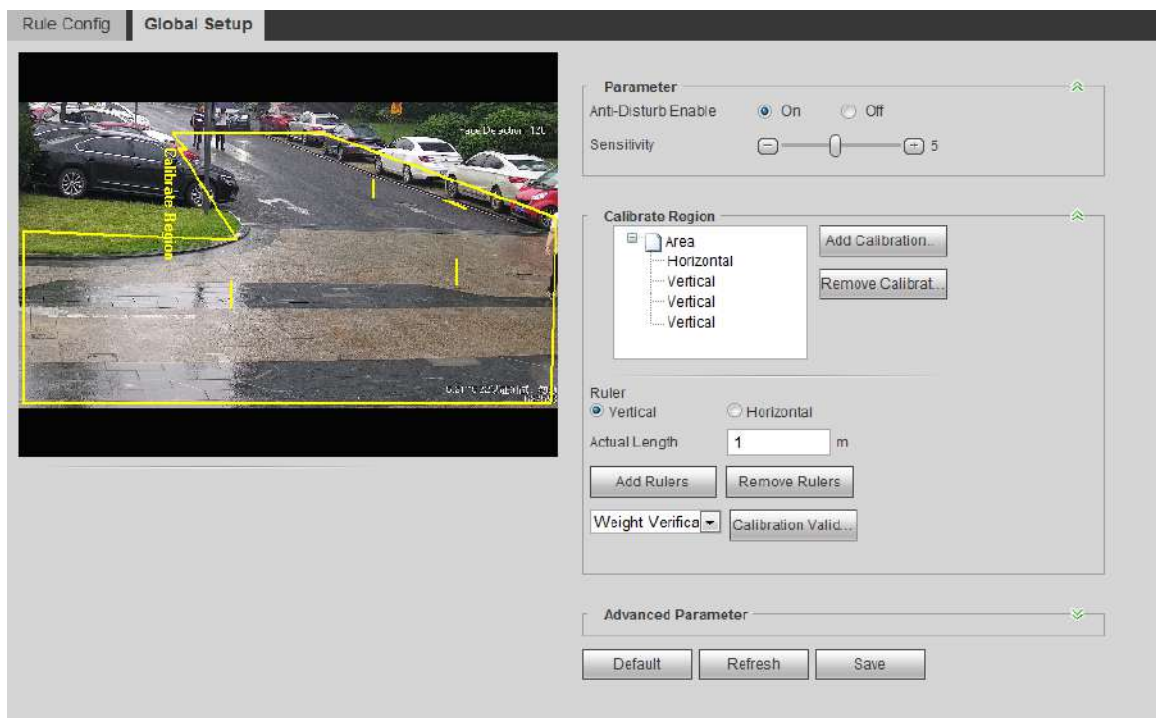 Rule Config
Global Setup
Calibrate Region
Parameter
Anti-Disturb Enable
On
Off
Sensitivity
5
Calibrate Region
Area
Horizontal
Vertical
Vertical
Vertical
Add Calibration..
Remove Calibrat...
Ruler
Vertical
Horizontal
Actual Length
1
m
Add Rulers
Remove Rulers
Weight Verifica
Calibration Valid...
Advanced Parameter
Default
Refresh
Save